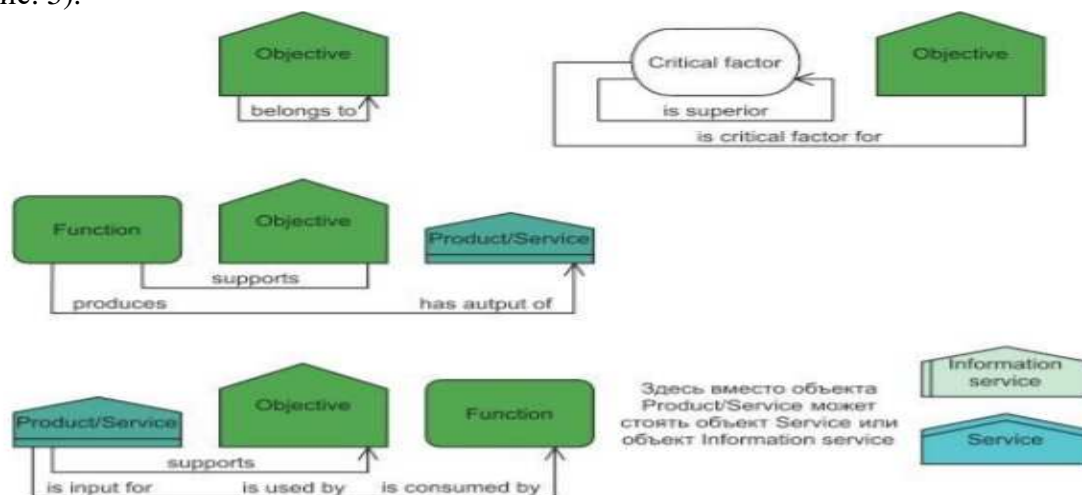 ис. 3).
Objective
belongs to
Critical factor
Objective
is superior
is critical factor for
Function
Objective
Product/Service
supports
produces
has autput of
Product/Service
Objective
Function
supports
is input for
is used by
is consumed by
Здесь вместо объекта
Product/Service может
стоять объект Service или
объект Information service
Information
service
Service